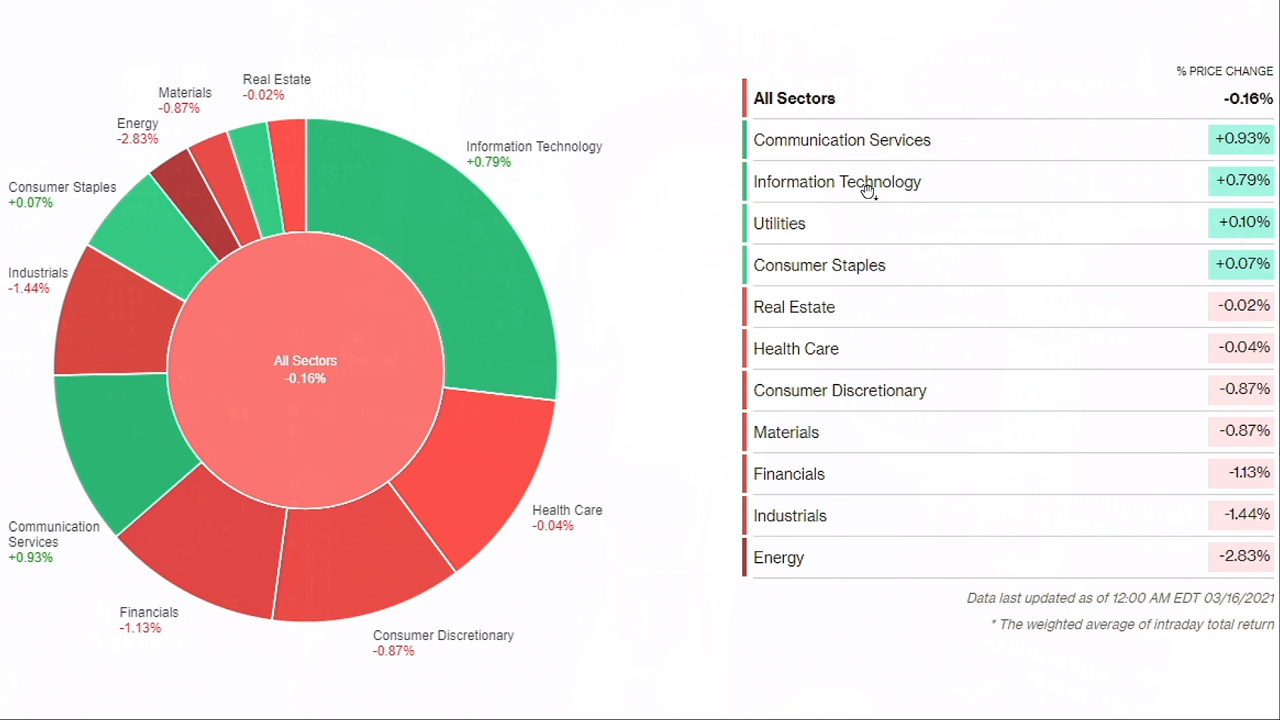 Real Estate
-0.02%
Materials
-0.87%
Energy
-2.83%
Information Technology
+0.79%
Consumer Staples
+0.07%
Industrials
-1.44%
All Sectors
-0.16%
Health Care
-0.04%
Communication
Services
+0.93%
Financials
-1.13%
Consumer Discretionary
-0.87%
% PRICE CHANGE
All Sectors -0.16%
Communication Services +0.93%
Information Technology +0.79%
Utilities +0.10%
Consumer Staples +0.07%
Real Estate -0.02%
Health Care -0.04%
Consumer Discretionary -0.87%
Materials -0.87%
Financials -1.13%
Industrials -1.44%
Energy -2.83%
Data last updated as of 12:00 AM EDT 03/16/2021
* The weighted average of intraday total return